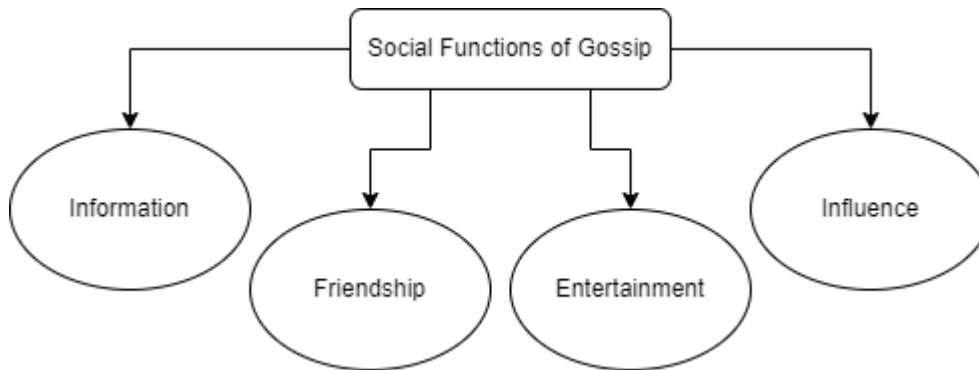 Social Functions of Gossip
Information
Influence
Friendship
Entertainment